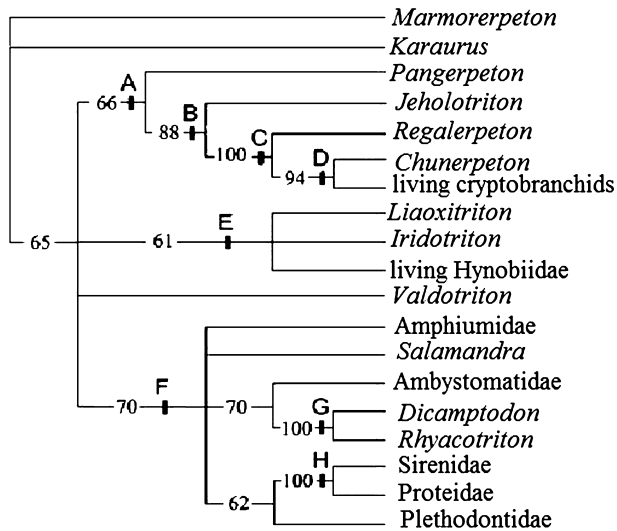 Marmorerpeton
Karaurus
Pangerpeton
A
66
Jeholotriton
B
88
Regalerpeton
C
100
Chunerpeton
D
94
living cryptobranchids
Liaoxitriton
65
61
E
Iridotriton
living Hynobiidae
Valdotriton
Amphiumidae
Salamandra
Ambystomatidae
F
70
70
Dicamptodon
G
100
Rhyacotriton
Sirenidae
H
100
Proteidae
62
Plethodontidae